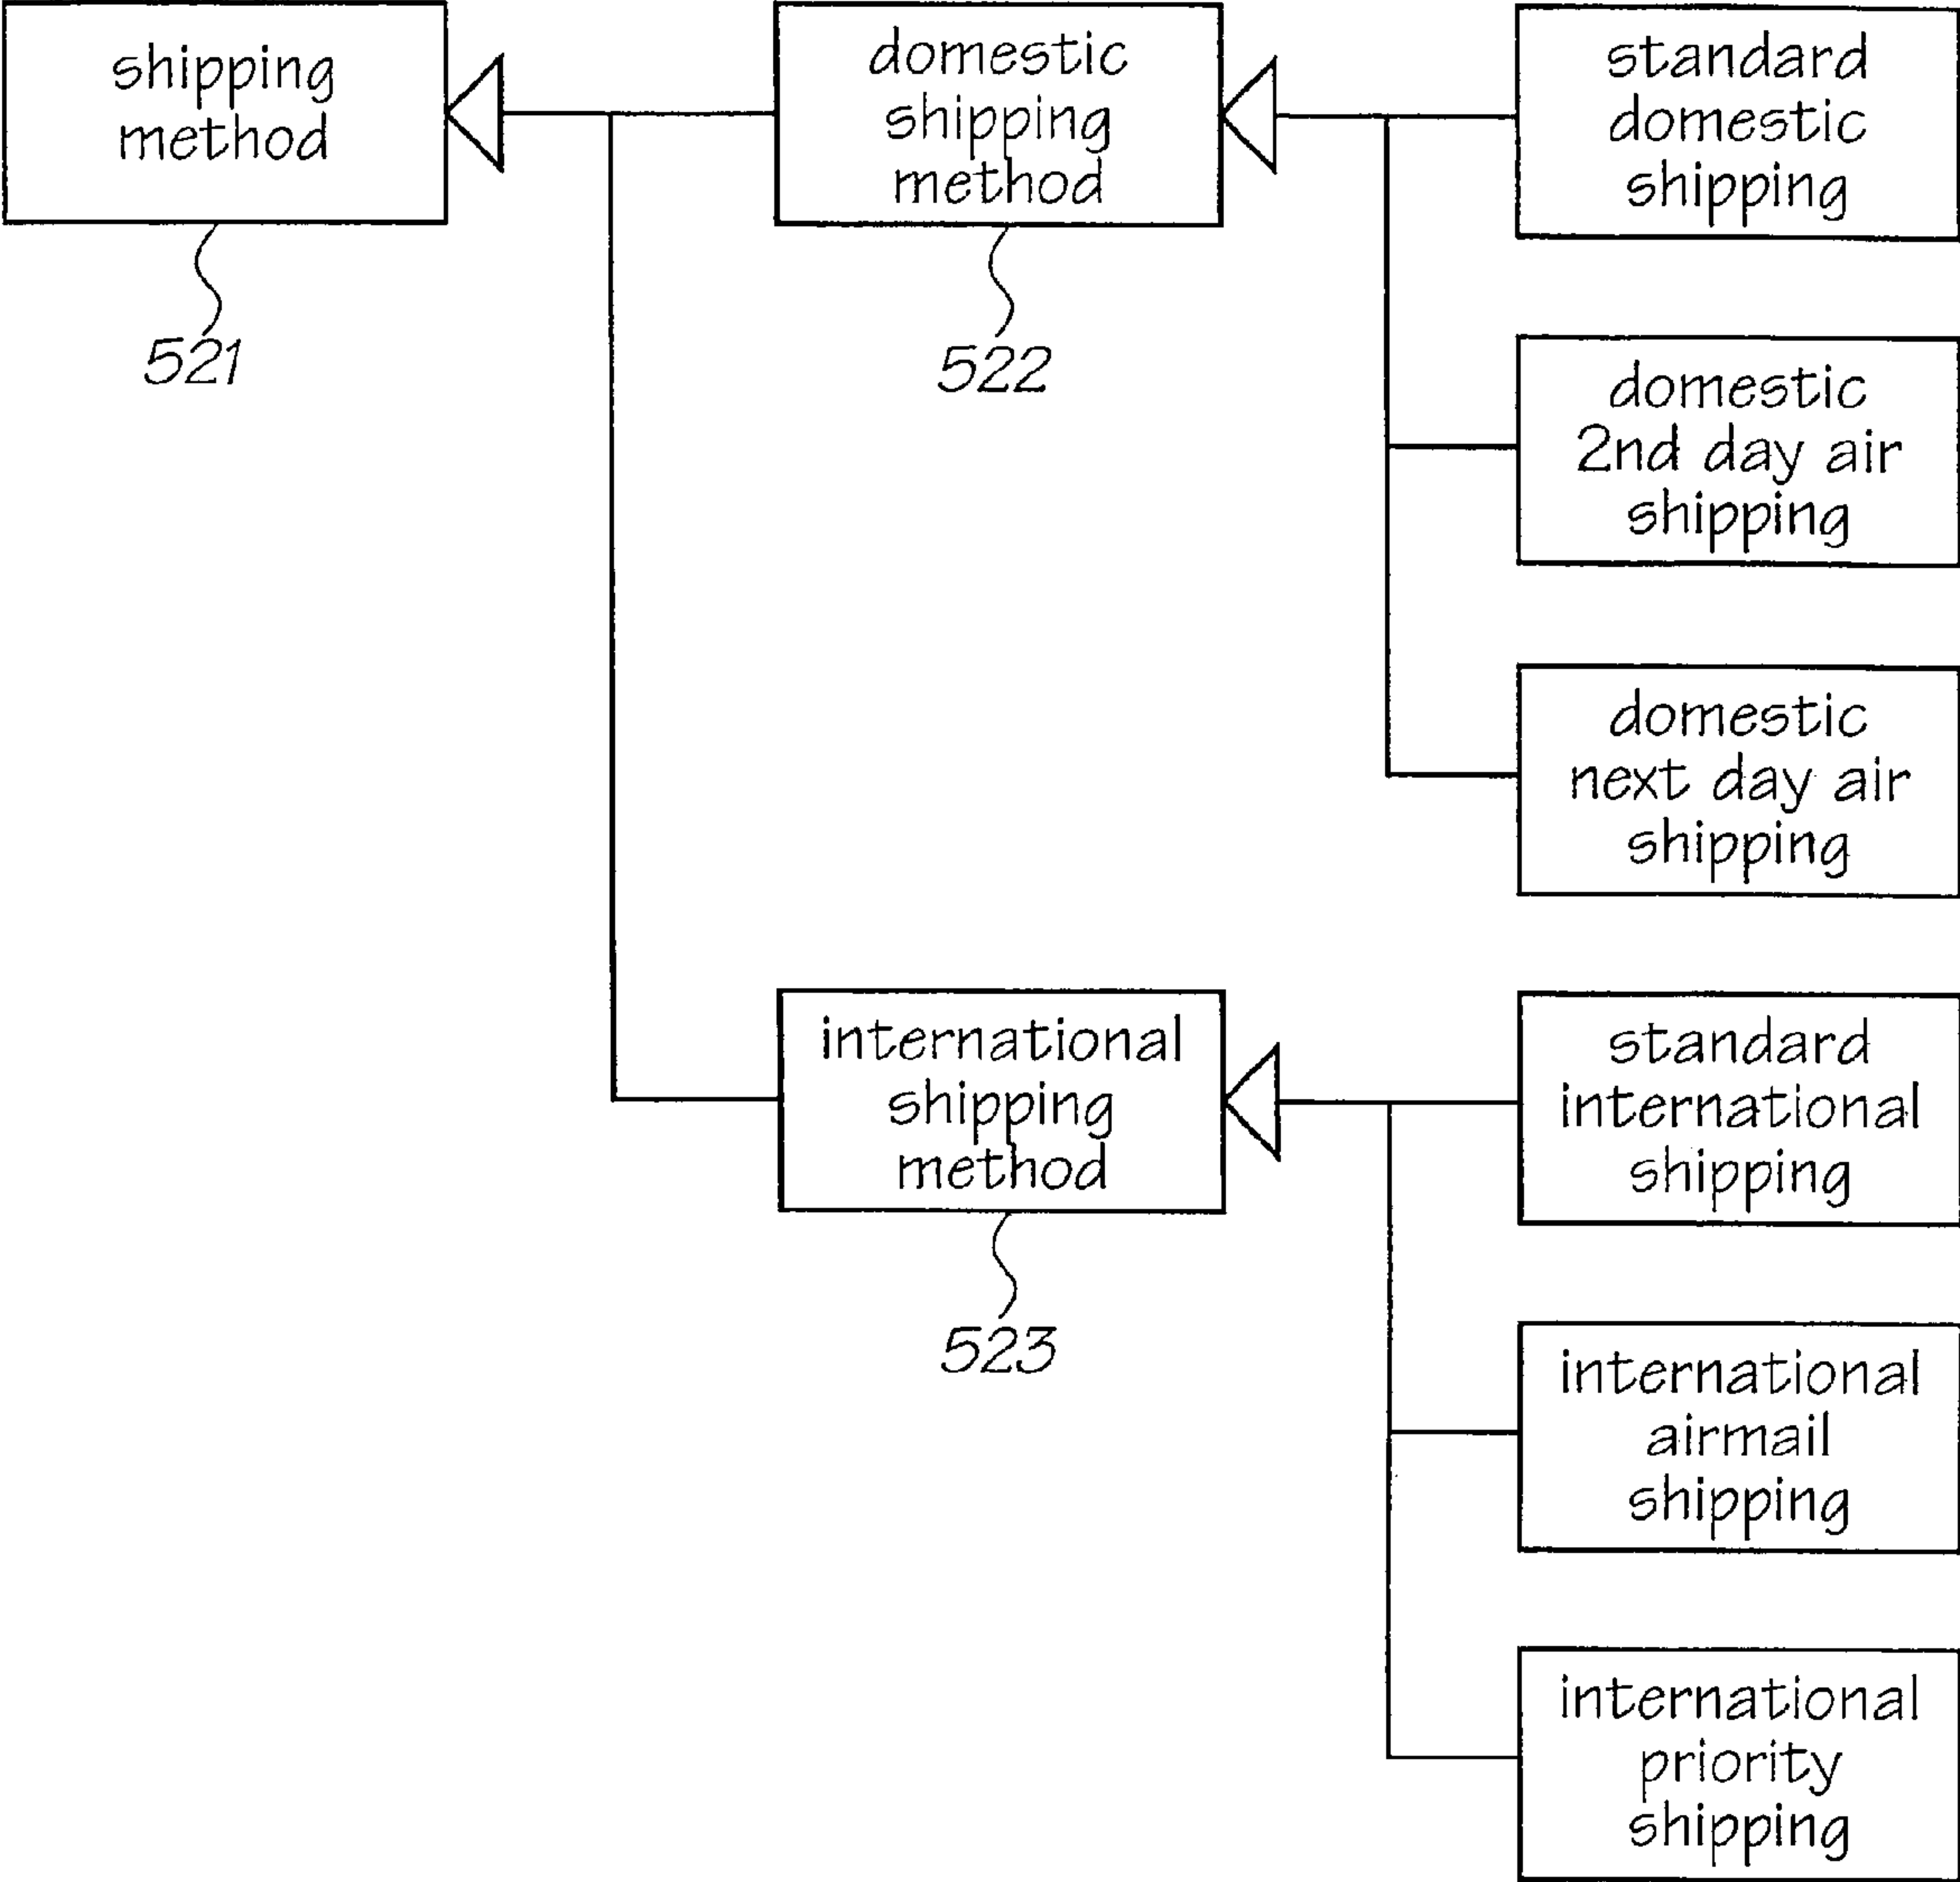 shipping
method
521
domestic
shipping
method
522
standard
domestic
shipping
domestic
2nd day air
shipping
domestic
next day air
shipping
international
shipping
method
523
standard
international
shipping
international
airmail
shipping
international
priority
shipping